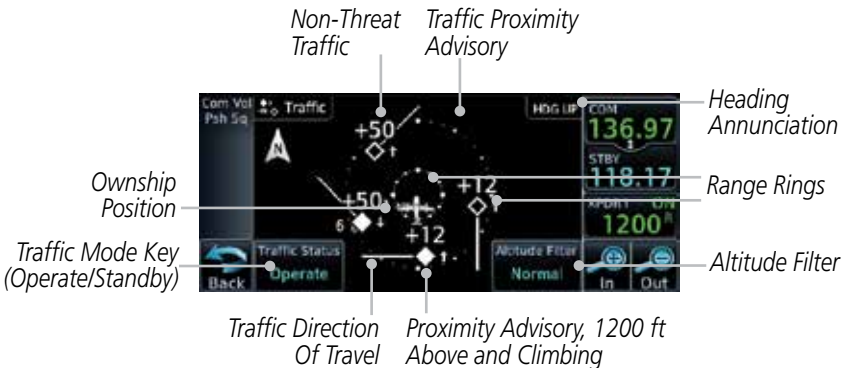 Non-Threat
Traffic
Traffic Proximity
Advisory
Heading
Annunciation
Ownship
Position
Range Rings
Traffic Mode Key
(Operate/Standby)
Altitude Filter
Traffic Direction
Of Travel
Proximity Advisory, 1200 ft
Above and Climbing
Com Vol
Psh Sq
Traffic
HDG UP
COM
136.97
1
STBY
118.17
XPDR1 ON
1200 R
N
+50
+50
6
+12
+12
Back
Traffic Status
Operate
Altitude Filter
Normal
In
Out